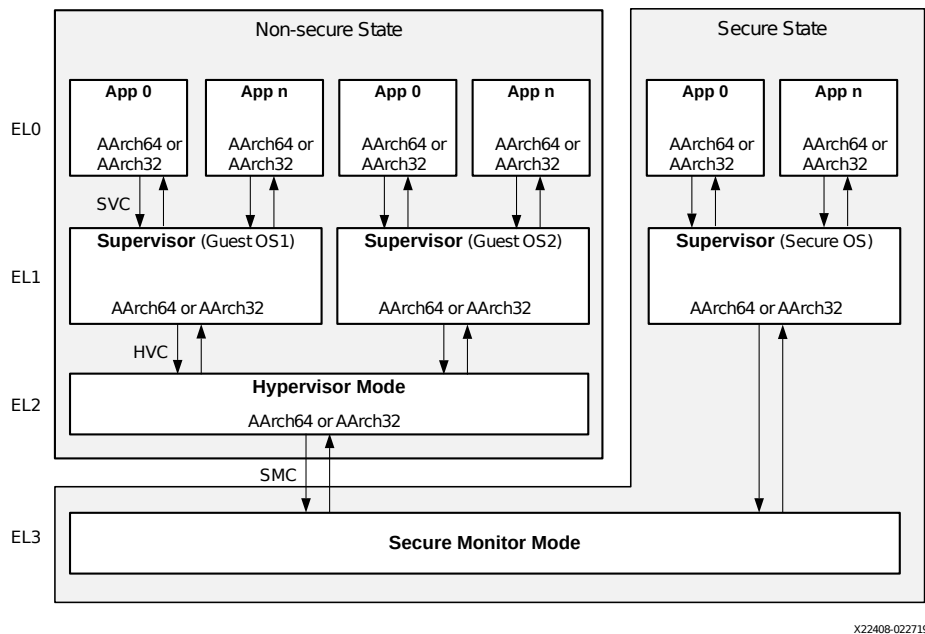 Non-secure State
Secure State
App 0
App n
App 0
App n
App 0
App n
EL0
AArch64 or
AArch32
AArch64 or
AArch32
AArch64 or
AArch32
AArch64 or
AArch32
AArch64 or
AArch32
AArch64 or
AArch32
SVC
Supervisor (Guest OS1)
Supervisor (Guest OS2)
Supervisor (Secure OS)
EL1
AArch64 or AArch32
AArch64 or AArch32
AArch64 or AArch32
HVC
Hypervisor Mode
EL2
AArch64 or AArch32
SMC
EL3
Secure Monitor Mode
X22408-022719